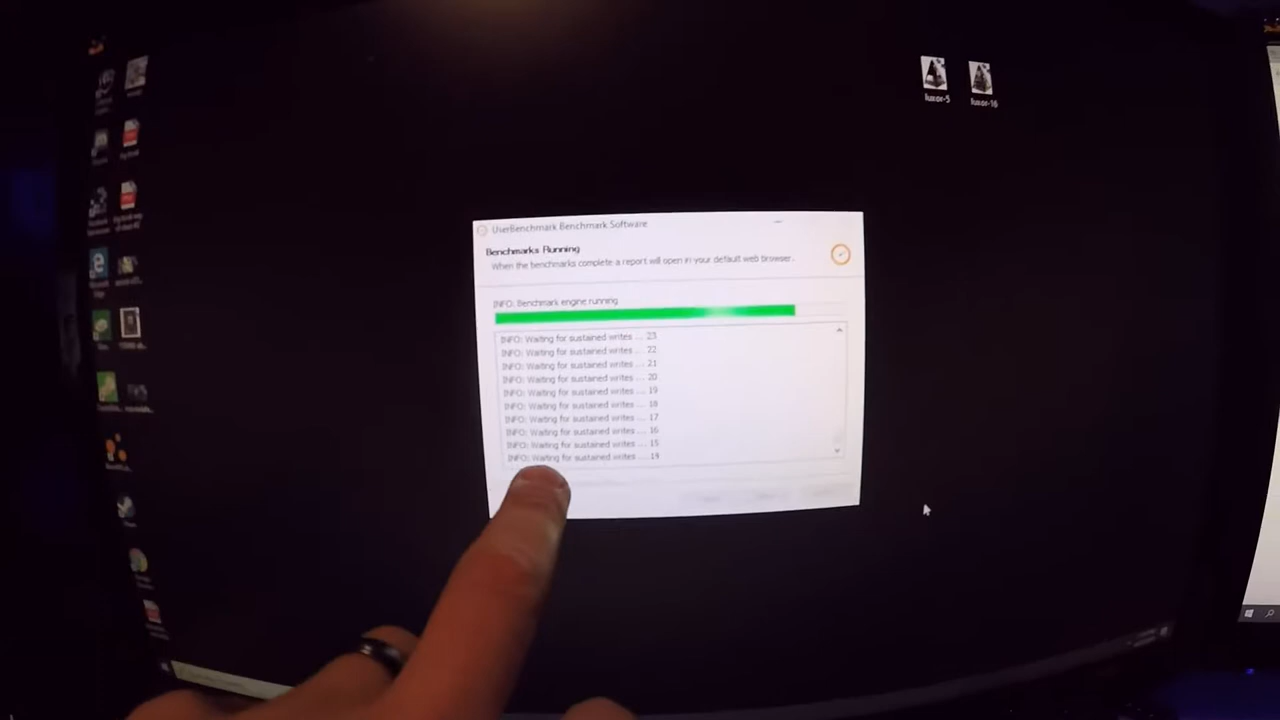 luxor-5
luxor-16
UserBenchmark Benchmark Software
Benchmarks Running
When the benchmarks complete a report will open in your default web browser.
INFO: Benchmark engine running
INFO: Waiting for sustained writes ... 23
INFO: Waiting for sustained writes ... 22
INFO: Waiting for sustained writes ... 21
INFO: Waiting for sustained writes ... 20
INFO: Waiting for sustained writes ... 19
INFO: Waiting for sustained writes ... 18
INFO: Waiting for sustained writes ... 17
INFO: Waiting for sustained writes ... 16
INFO: Waiting for sustained writes ... 15
INFO: Waiting for sustained writes ... 14